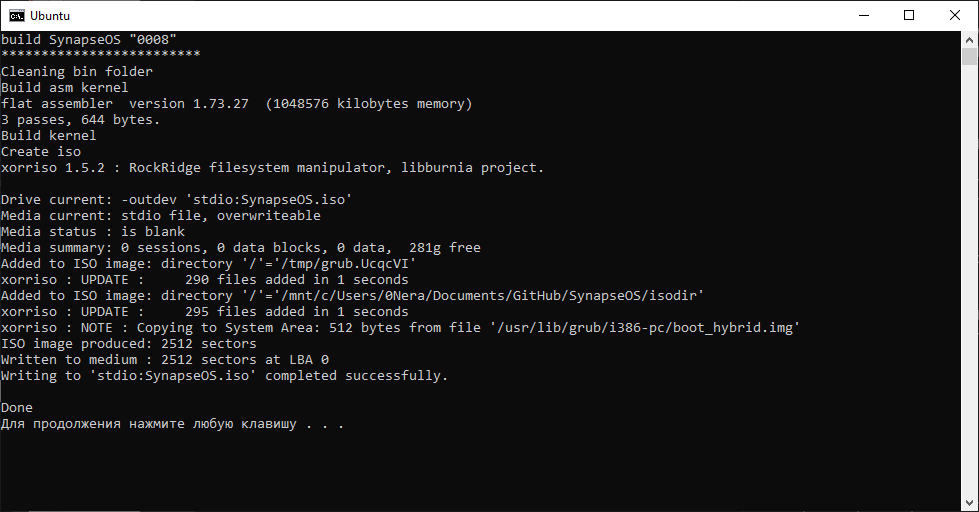 Ubuntu
build SynapseOS "0008"
*************************
Cleaning bin folder
Build asm kernel
flat assembler  version 1.73.27  (1048576 kilobytes memory)
3 passes, 644 bytes.
Build kernel
Create iso
xorriso 1.5.2 : RockRidge filesystem manipulator, libburnia project.
Drive current: -outdev 'stdio:SynapseOS.iso'
Media current: stdio file, overwriteable
Media status : is blank
Media summary: 0 sessions, 0 data blocks, 0 data,  281g free
Added to ISO image: directory '/'='/tmp/grub.UcqcVI'
xorriso : UPDATE :     290 files added in 1 seconds
Added to ISO image: directory '/'='/mnt/c/Users/0Nera/Documents/GitHub/SynapseOS/isodir'
xorriso : UPDATE :     295 files added in 1 seconds
xorriso : NOTE : Copying to System Area: 512 bytes from file '/usr/lib/grub/i386-pc/boot_hybrid.img'
ISO image produced: 2512 sectors
Written to medium : 2512 sectors at LBA 0
Writing to 'stdio:SynapseOS.iso' completed successfully.
Done
Для продолжения нажмите любую клавишу . . .